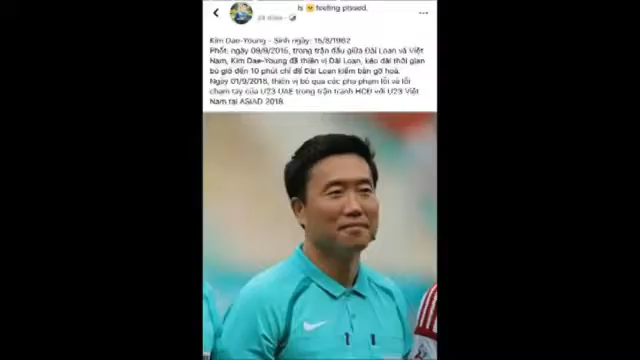 is feeling pissed.
Kim Dae-Young - Sinh ngày: 15/8/1962
Phốt: ngày 09/9/2015, trong trận đấu giữa Đài Loan và Việt
Nam, Kim Dae-Young đã thiên vị Đài Loan, kéo dài thời gian
bù giờ đến 10 phút chỉ để Đài Loan kiếm bàn gỡ hoà.
Ngày 01/9/2018, thiên vị bỏ qua các pha phạm lỗi và lỗi
chạm tay của U23 UAE trong trận tranh HCĐ với U23 Việt
Nam tại ASIAD 2018.